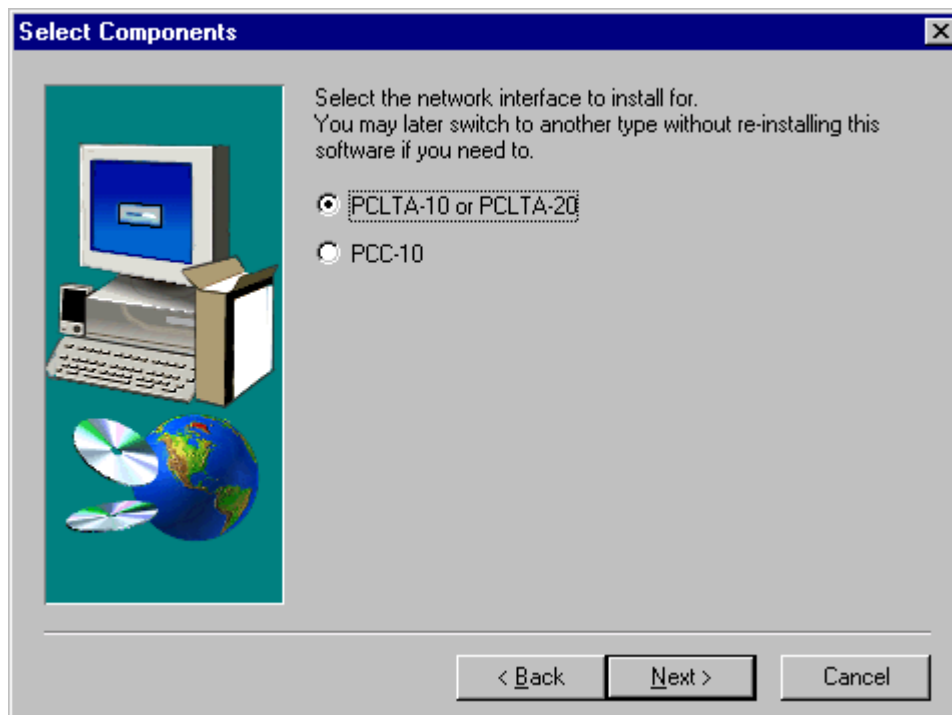 Select Components
Select the network interface to install for.
You may later switch to another type without re-installing this
software if you need to.
PCLTA-10 or PCLTA-20
PCC-10
< Back
Next >
Cancel